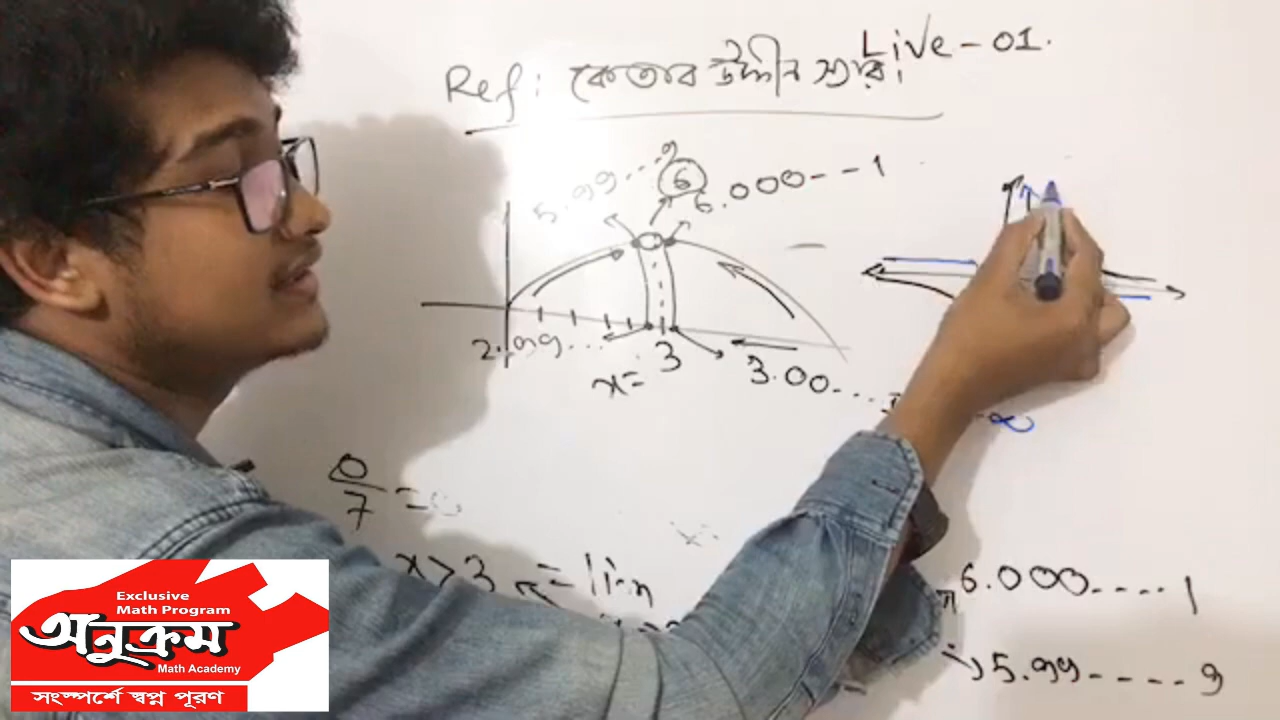 Live - 01.
Ref: কেতাব উদ্দীন স্যার।
5.99...9
6
6.000---1
2.99...
x= 3
3.00....
-∞
0/7 = 0
x > 3 = lim
6.000....1
5.99-----9
Exclusive
Math Program
অনুক্রম
Math Academy
সংস্পর্শে স্বপ্ন পূরণ